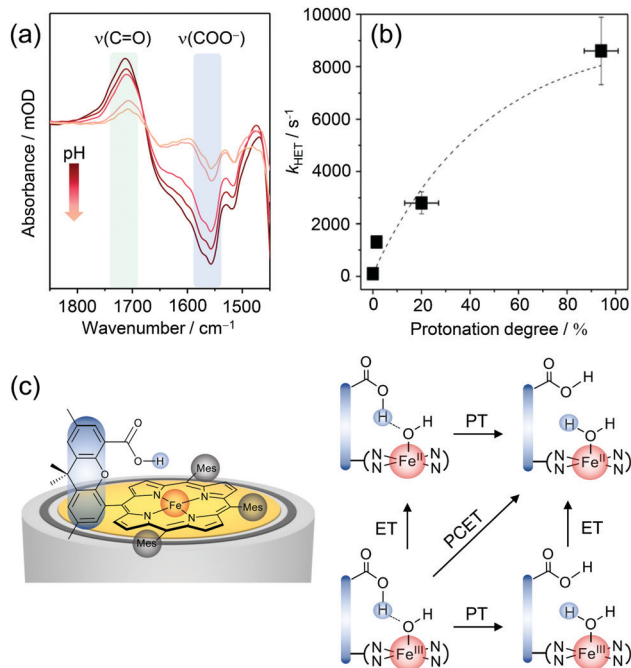 (a)
ν(C=O)
ν(COO⁻)
Absorbance / mOD
pH
1800
1700
1600
1500
Wavenumber / cm⁻¹
(b)
10000
8000
6000
4000
2000
0
k_HET / s⁻¹
0
20
40
60
80
100
Protonation degree / %
(c)
O
O
H
O
Mes
N
N
Fe
N
N
Mes
Mes
O
O
H
O
H
N
N
Fe^II
N
N
PT
O
O
H
H
O
H
N
N
Fe^II
N
N
ET
PCET
ET
O
O
H
O
H
N
N
Fe^III
N
N
PT
O
O
H
H
O
H
N
N
Fe^III
N
N